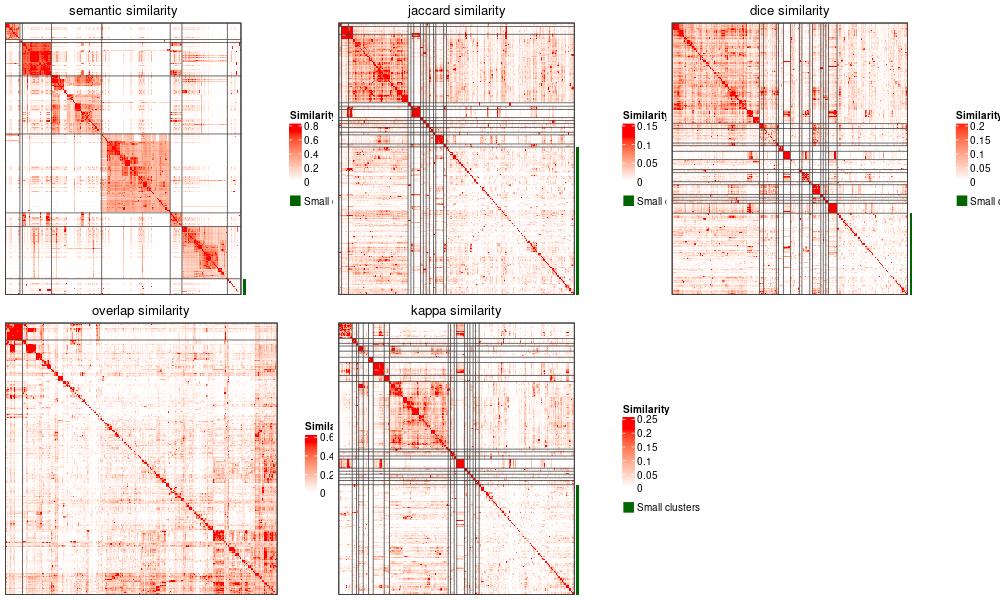 semantic similarity
jaccard similarity
dice similarity
Similarity
0.8
0.6
0.4
0.2
0
Small
Similarity
0.15
0.1
0.05
0
Small
Similarity
0.2
0.15
0.1
0.05
0
Small
overlap similarity
kappa similarity
0.6
0.4
0.2
0
Similarity
0.25
0.2
0.15
0.1
0.05
0
Small clusters